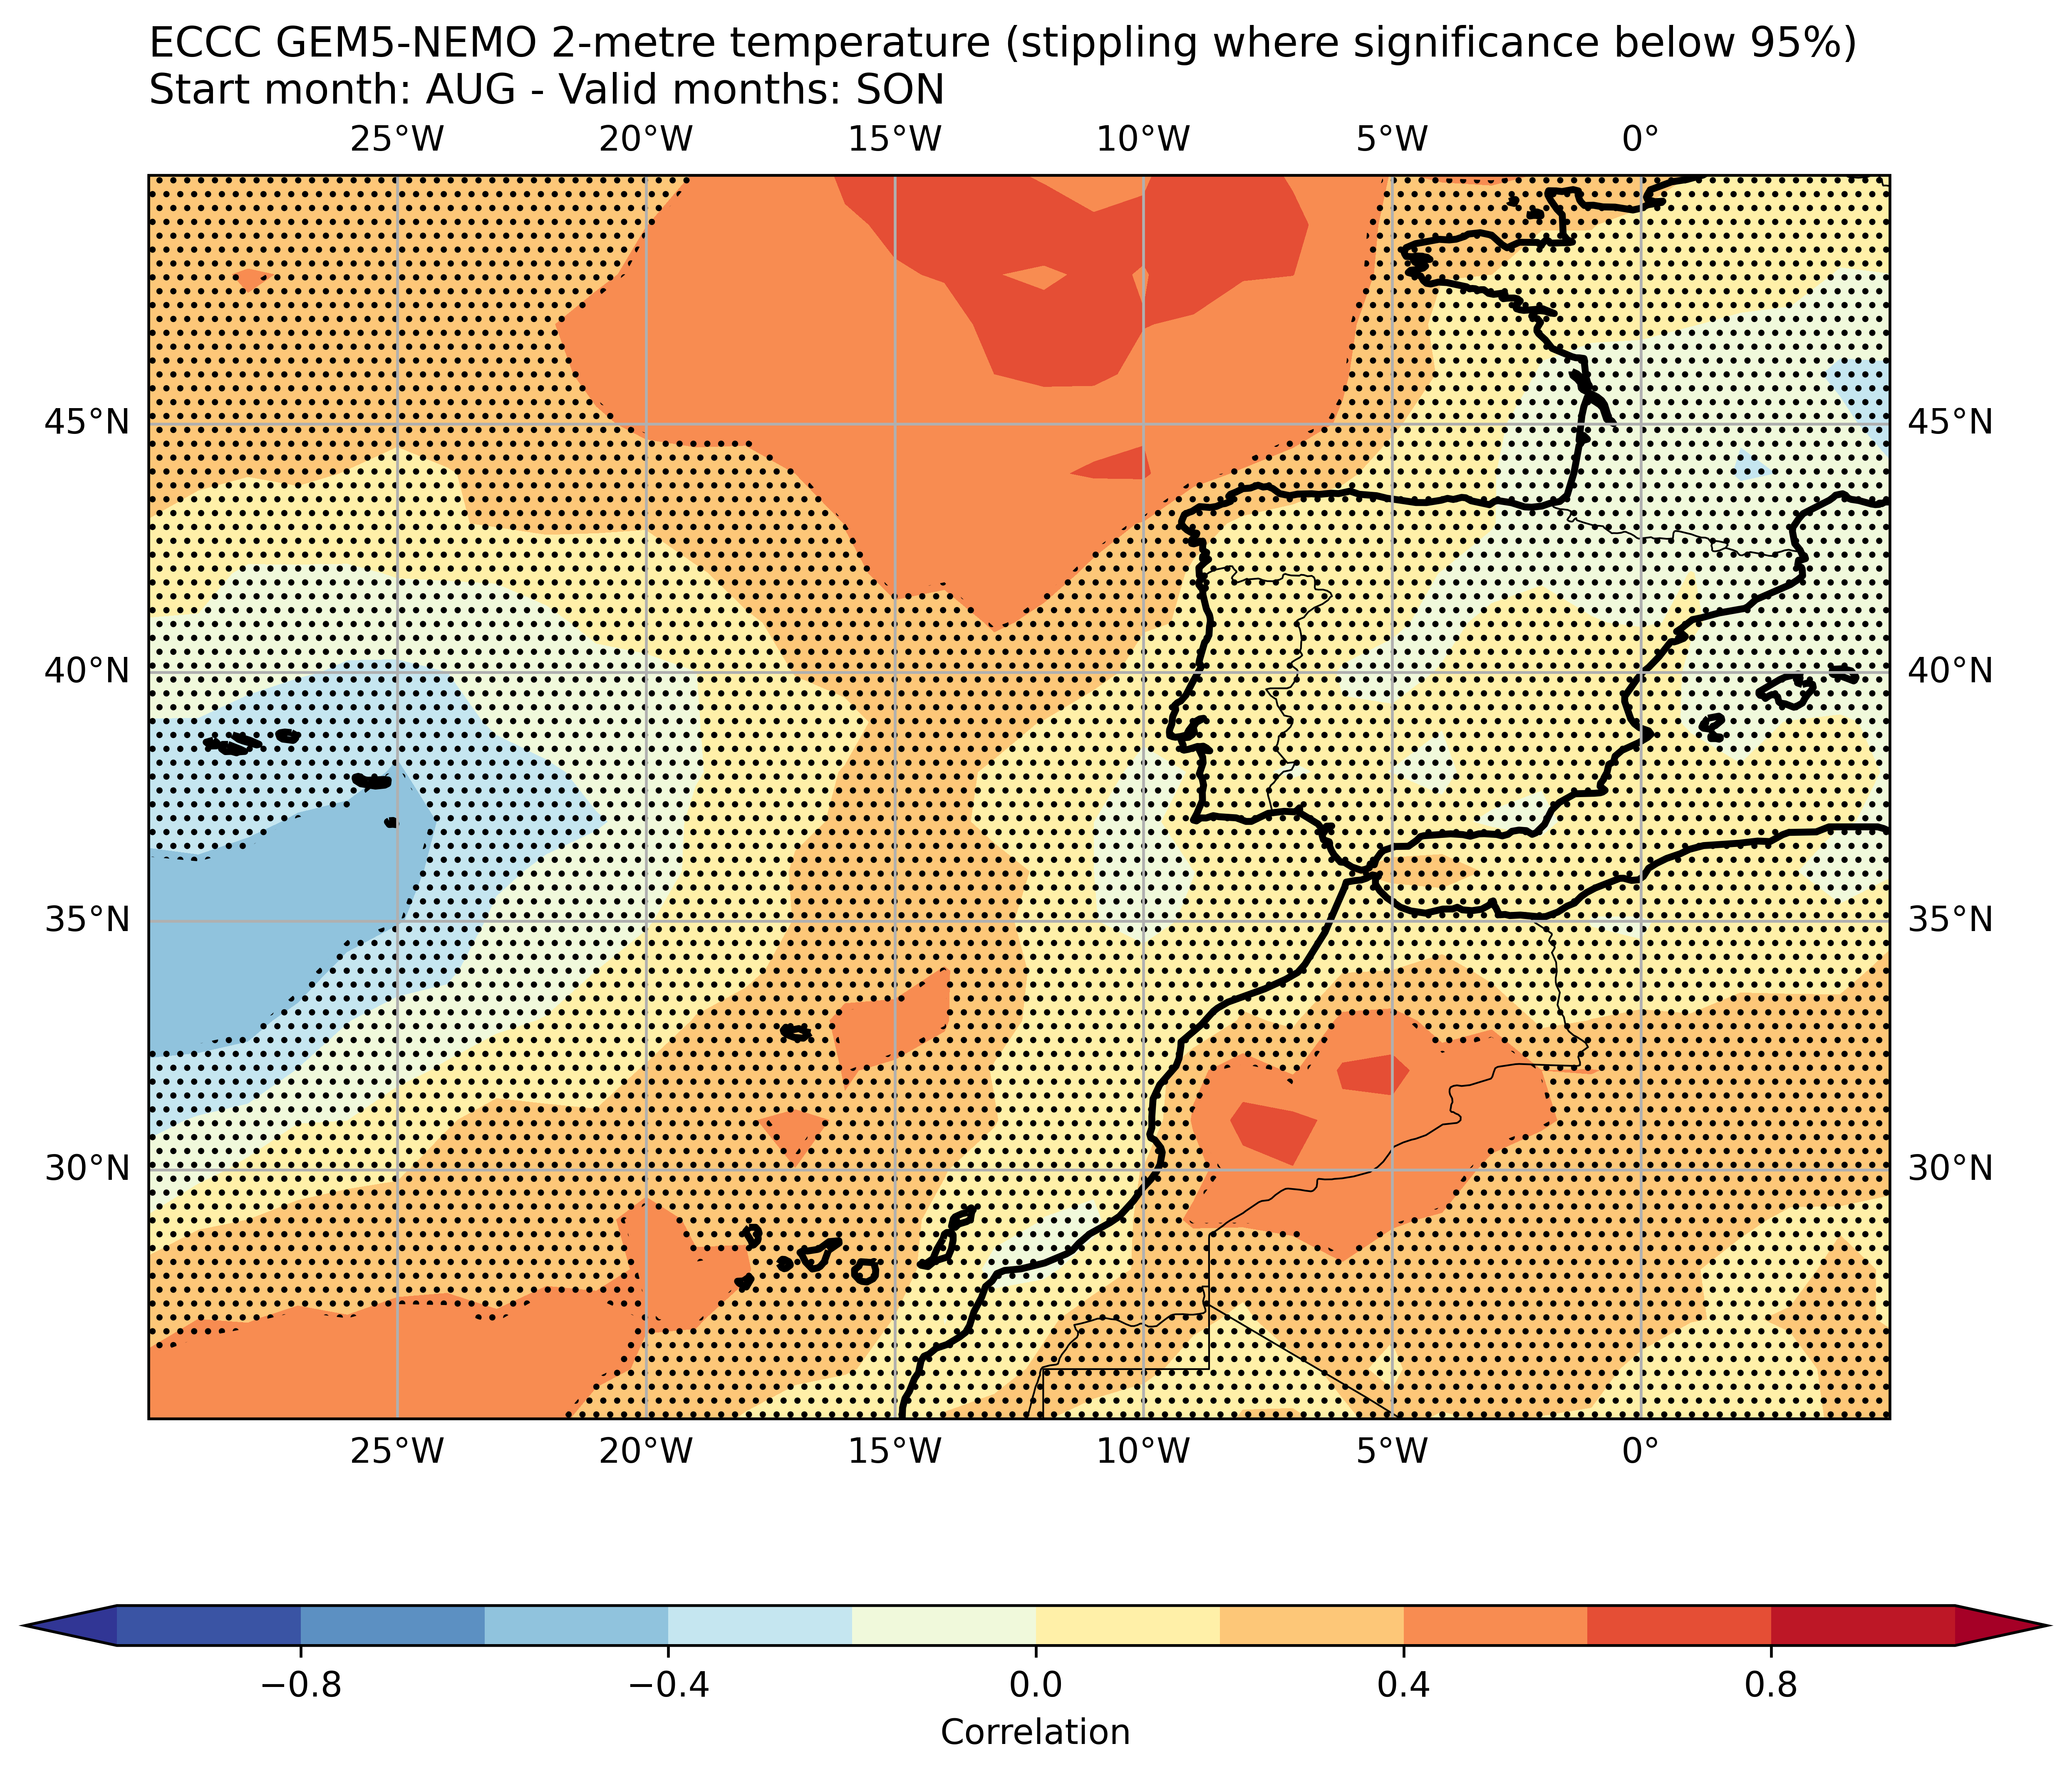 ECCC GEM5-NEMO 2-metre temperature (stippling where significance below 95%)
Start month: AUG - Valid months: SON
25°W 20°W 15°W 10°W 5°W 0°
45°N 45°N
40°N 40°N
35°N 35°N
30°N 30°N
25°W 20°W 15°W 10°W 5°W 0°
−0.8 −0.4 0.0 0.4 0.8
Correlation